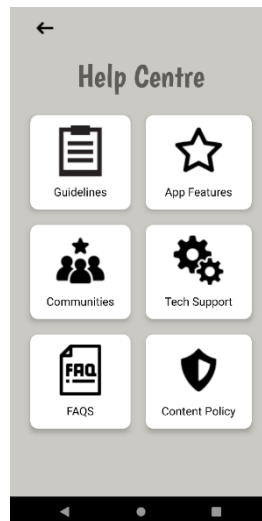 Help Centre
Guidelines
App Features
Communities
Tech Support
FAQ
FAQS
Content Policy